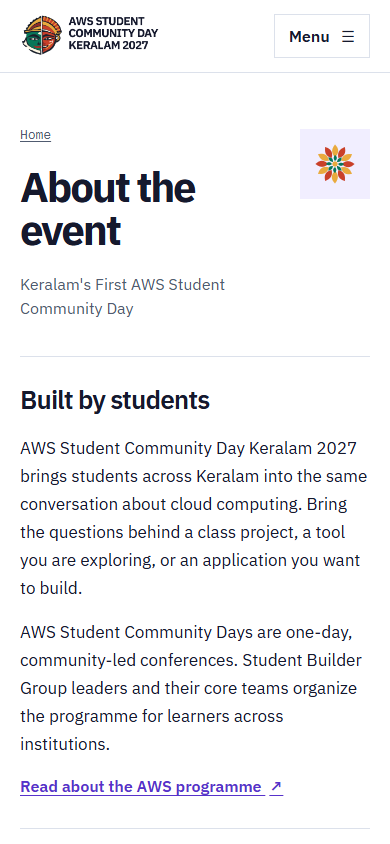 AWS STUDENT
COMMUNITY DAY
KERALAM 2027
Menu ☰
Home
About the
event
Keralam's First AWS Student
Community Day
Built by students
AWS Student Community Day Keralam 2027
brings students across Keralam into the same
conversation about cloud computing. Bring
the questions behind a class project, a tool
you are exploring, or an application you want
to build.
AWS Student Community Days are one-day,
community-led conferences. Student Builder
Group leaders and their core teams organize
the programme for learners across
institutions.
Read about the AWS programme ↗